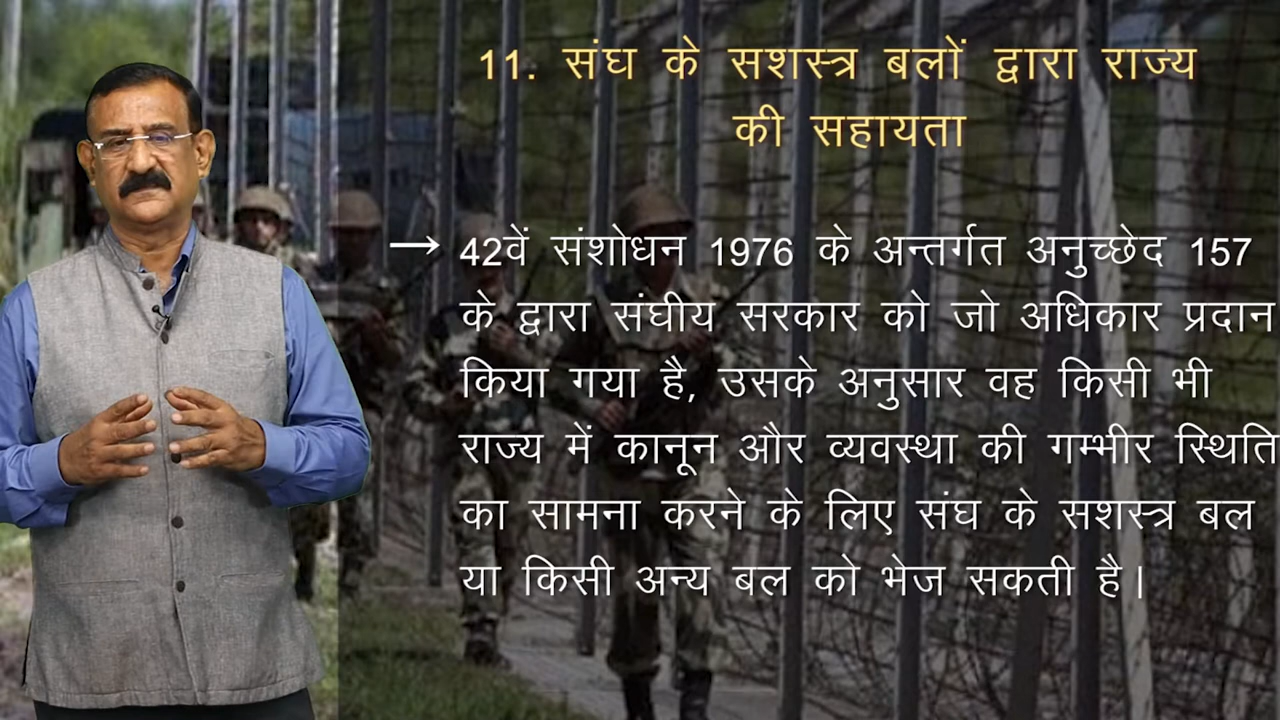 11. संघ के सशस्त्र बलों द्वारा राज्य
की सहायता
→ 42वें संशोधन 1976 के अन्तर्गत अनुच्छेद 157
के द्वारा संघीय सरकार को जो अधिकार प्रदान
किया गया है, उसके अनुसार वह किसी भी
राज्य में कानून और व्यवस्था की गम्भीर स्थिति
का सामना करने के लिए संघ के सशस्त्र बल
या किसी अन्य बल को भेज सकती है।